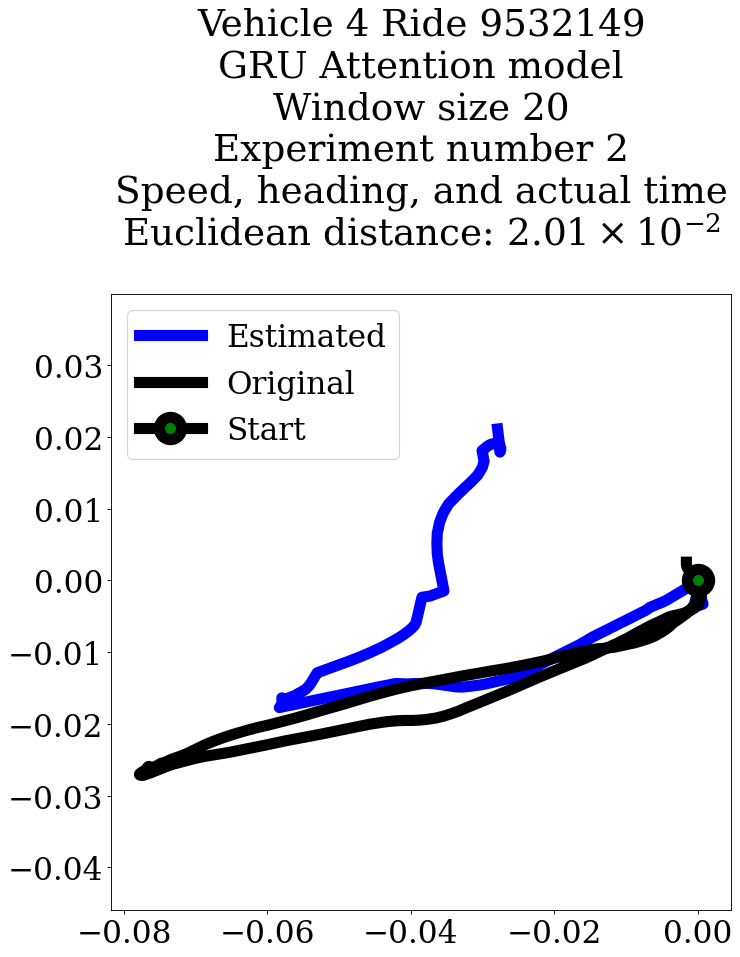 Vehicle 4 Ride 9532149
GRU Attention model
Window size 20
Experiment number 2
Speed, heading, and actual time
Euclidean distance: 2.01 × 10⁻²
Estimated
Original
Start
0.03
0.02
0.01
0.00
−0.01
−0.02
−0.03
−0.04
−0.08 −0.06 −0.04 −0.02 0.00